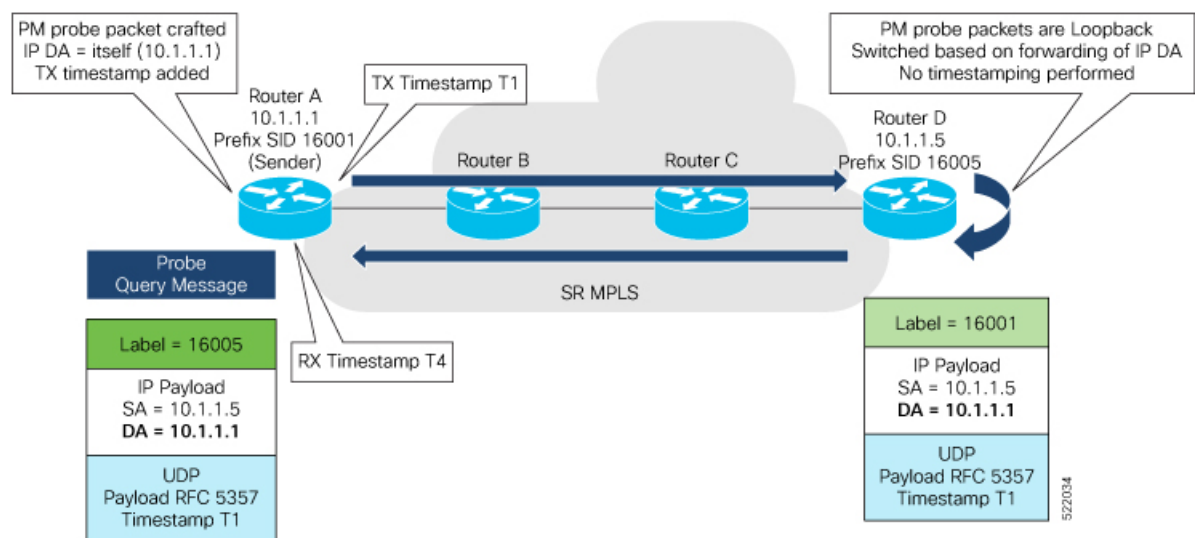 PM probe packet crafted
IP DA = itself (10.1.1.1)
TX timestamp added
TX Timestamp T1
PM probe packets are Loopback
Switched based on forwarding of IP DA
No timestamping performed
Router A
10.1.1.1
Prefix SID 16001
(Sender)
Router B
Router C
Router D
10.1.1.5
Prefix SID 16005
Probe
Query Message
SR MPLS
RX Timestamp T4
Label = 16005
IP Payload
SA = 10.1.1.5
DA = 10.1.1.1
UDP
Payload RFC 5357
Timestamp T1
Label = 16001
IP Payload
SA = 10.1.1.5
DA = 10.1.1.1
UDP
Payload RFC 5357
Timestamp T1
522034